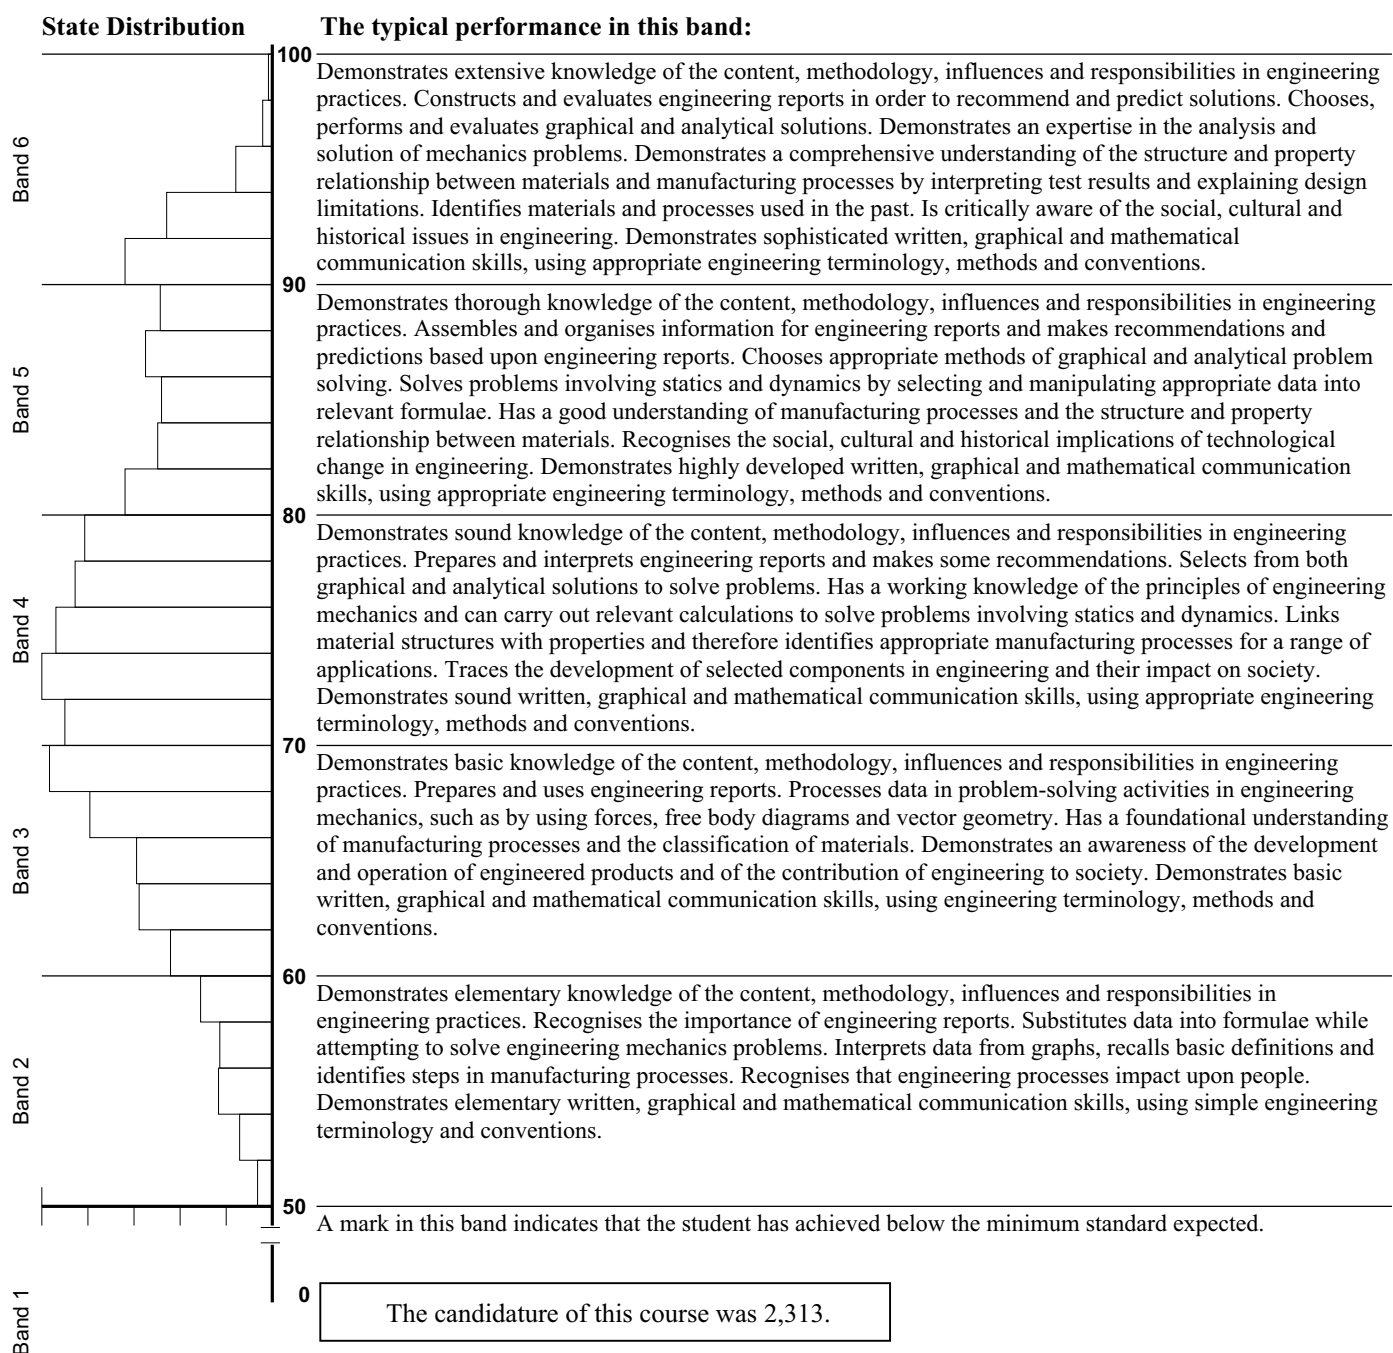 State Distribution
The typical performance in this band:
100
Demonstrates extensive knowledge of the content, methodology, influences and responsibilities in engineering
practices. Constructs and evaluates engineering reports in order to recommend and predict solutions. Chooses,
performs and evaluates graphical and analytical solutions. Demonstrates an expertise in the analysis and
solution of mechanics problems. Demonstrates a comprehensive understanding of the structure and property
relationship between materials and manufacturing processes by interpreting test results and explaining design
limitations. Identifies materials and processes used in the past. Is critically aware of the social, cultural and
historical issues in engineering. Demonstrates sophisticated written, graphical and mathematical
communication skills, using appropriate engineering terminology, methods and conventions.
Band 6
90
Demonstrates thorough knowledge of the content, methodology, influences and responsibilities in engineering
practices. Assembles and organises information for engineering reports and makes recommendations and
predictions based upon engineering reports. Chooses appropriate methods of graphical and analytical problem
solving. Solves problems involving statics and dynamics by selecting and manipulating appropriate data into
relevant formulae. Has a good understanding of manufacturing processes and the structure and property
relationship between materials. Recognises the social, cultural and historical implications of technological
change in engineering. Demonstrates highly developed written, graphical and mathematical communication
skills, using appropriate engineering terminology, methods and conventions.
Band 5
80
Demonstrates sound knowledge of the content, methodology, influences and responsibilities in engineering
practices. Prepares and interprets engineering reports and makes some recommendations. Selects from both
graphical and analytical solutions to solve problems. Has a working knowledge of the principles of engineering
mechanics and can carry out relevant calculations to solve problems involving statics and dynamics. Links
material structures with properties and therefore identifies appropriate manufacturing processes for a range of
applications. Traces the development of selected components in engineering and their impact on society.
Demonstrates sound written, graphical and mathematical communication skills, using appropriate engineering
terminology, methods and conventions.
Band 4
70
Demonstrates basic knowledge of the content, methodology, influences and responsibilities in engineering
practices. Prepares and uses engineering reports. Processes data in problem-solving activities in engineering
mechanics, such as by using forces, free body diagrams and vector geometry. Has a foundational understanding
of manufacturing processes and the classification of materials. Demonstrates an awareness of the development
and operation of engineered products and of the contribution of engineering to society. Demonstrates basic
written, graphical and mathematical communication skills, using engineering terminology, methods and
conventions.
Band 3
60
Demonstrates elementary knowledge of the content, methodology, influences and responsibilities in
engineering practices. Recognises the importance of engineering reports. Substitutes data into formulae while
attempting to solve engineering mechanics problems. Interprets data from graphs, recalls basic definitions and
identifies steps in manufacturing processes. Recognises that engineering processes impact upon people.
Demonstrates elementary written, graphical and mathematical communication skills, using simple engineering
terminology and conventions.
Band 2
50
A mark in this band indicates that the student has achieved below the minimum standard expected.
0
Band 1
The candidature of this course was 2,313.